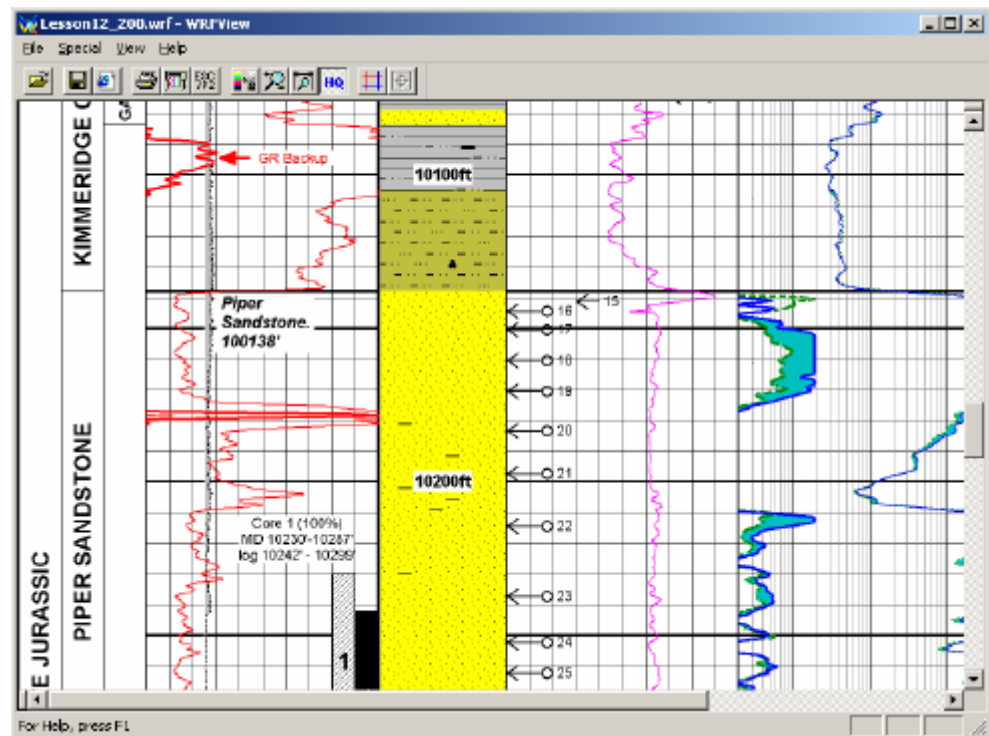 Lesson12_200.wrf - WRFView
File Special View Help
HQ
KIMMERIDGE C
GA
GR Backup
10100ft
Piper
Sandstone.
100138'
15
16
17
18
19
20
21
10200ft
22
Core 1 (100%)
MD 10230'-10287'
log 10242' - 10299'
23
24
25
1
PIPER SANDSTONE
E JURASSIC
For Help, press F1